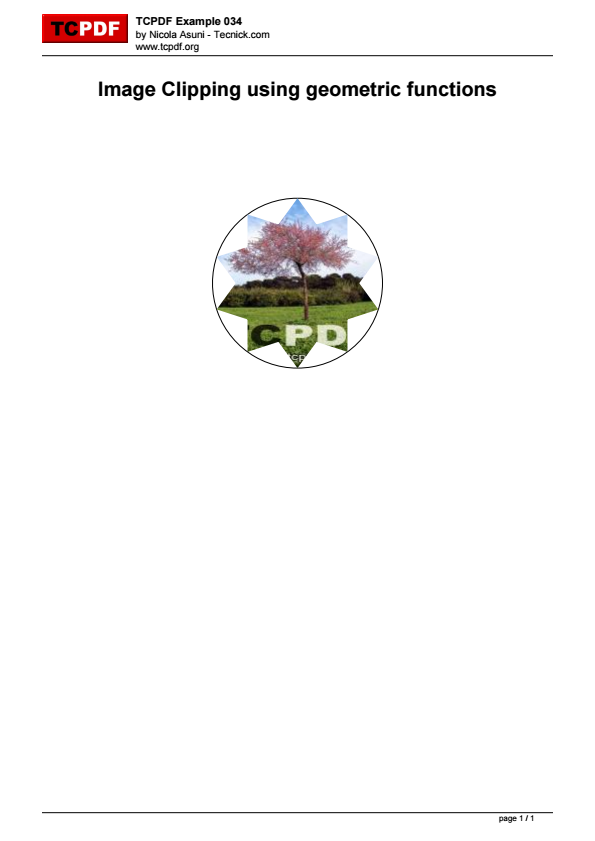 TCPDF
TCPDF Example 034
by Nicola Asuni - Tecnick.com
www.tcpdf.org
Image Clipping using geometric functions
CPD
page 1 / 1